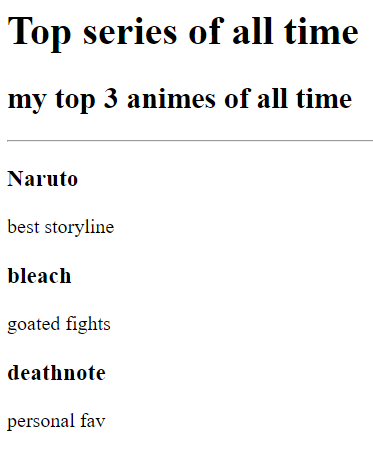 Top series of all time
my top 3 animes of all time
Naruto
best storyline
bleach
goated fights
deathnote
personal fav